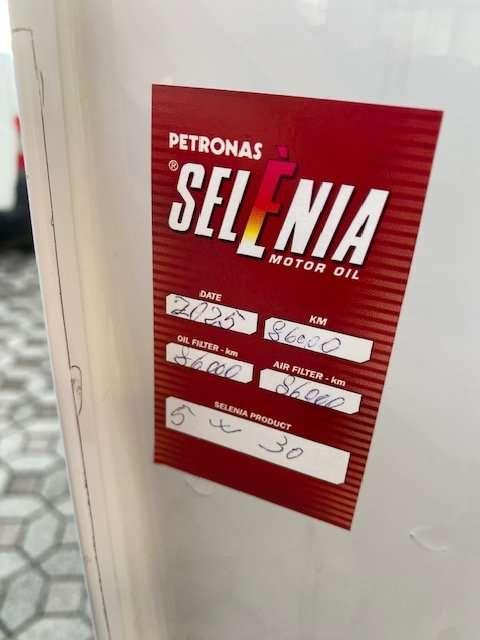 PETRONAS
® SELÈNIA
MOTOR OIL
DATE KM
2025 86000
OIL FILTER - km AIR FILTER - km
86000 86000
SELENIA PRODUCT
5 w 30